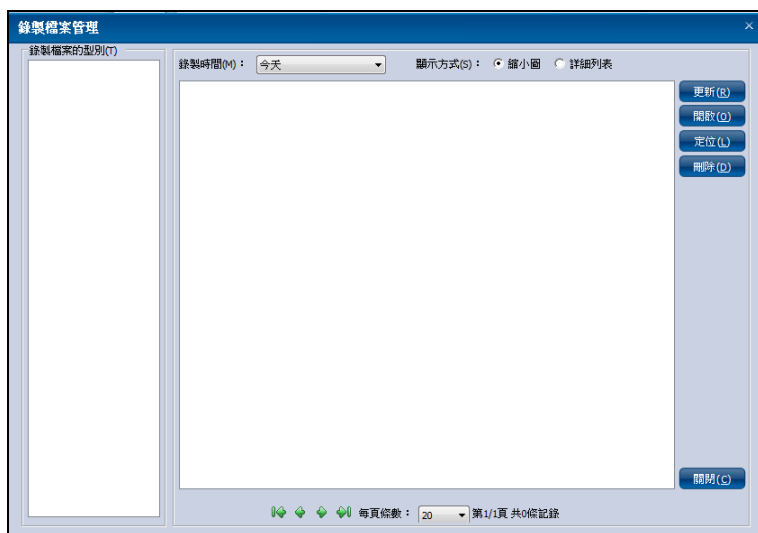 錄製檔案管理
錄製檔案的型別(T)
錄製時間(M)： 今天 顯示方式(S)： 縮小圖 詳細列表
更新(R)
開啟(O)
定位(L)
刪除(D)
關閉(C)
每頁條數： 20 第1/1頁 共0條記錄